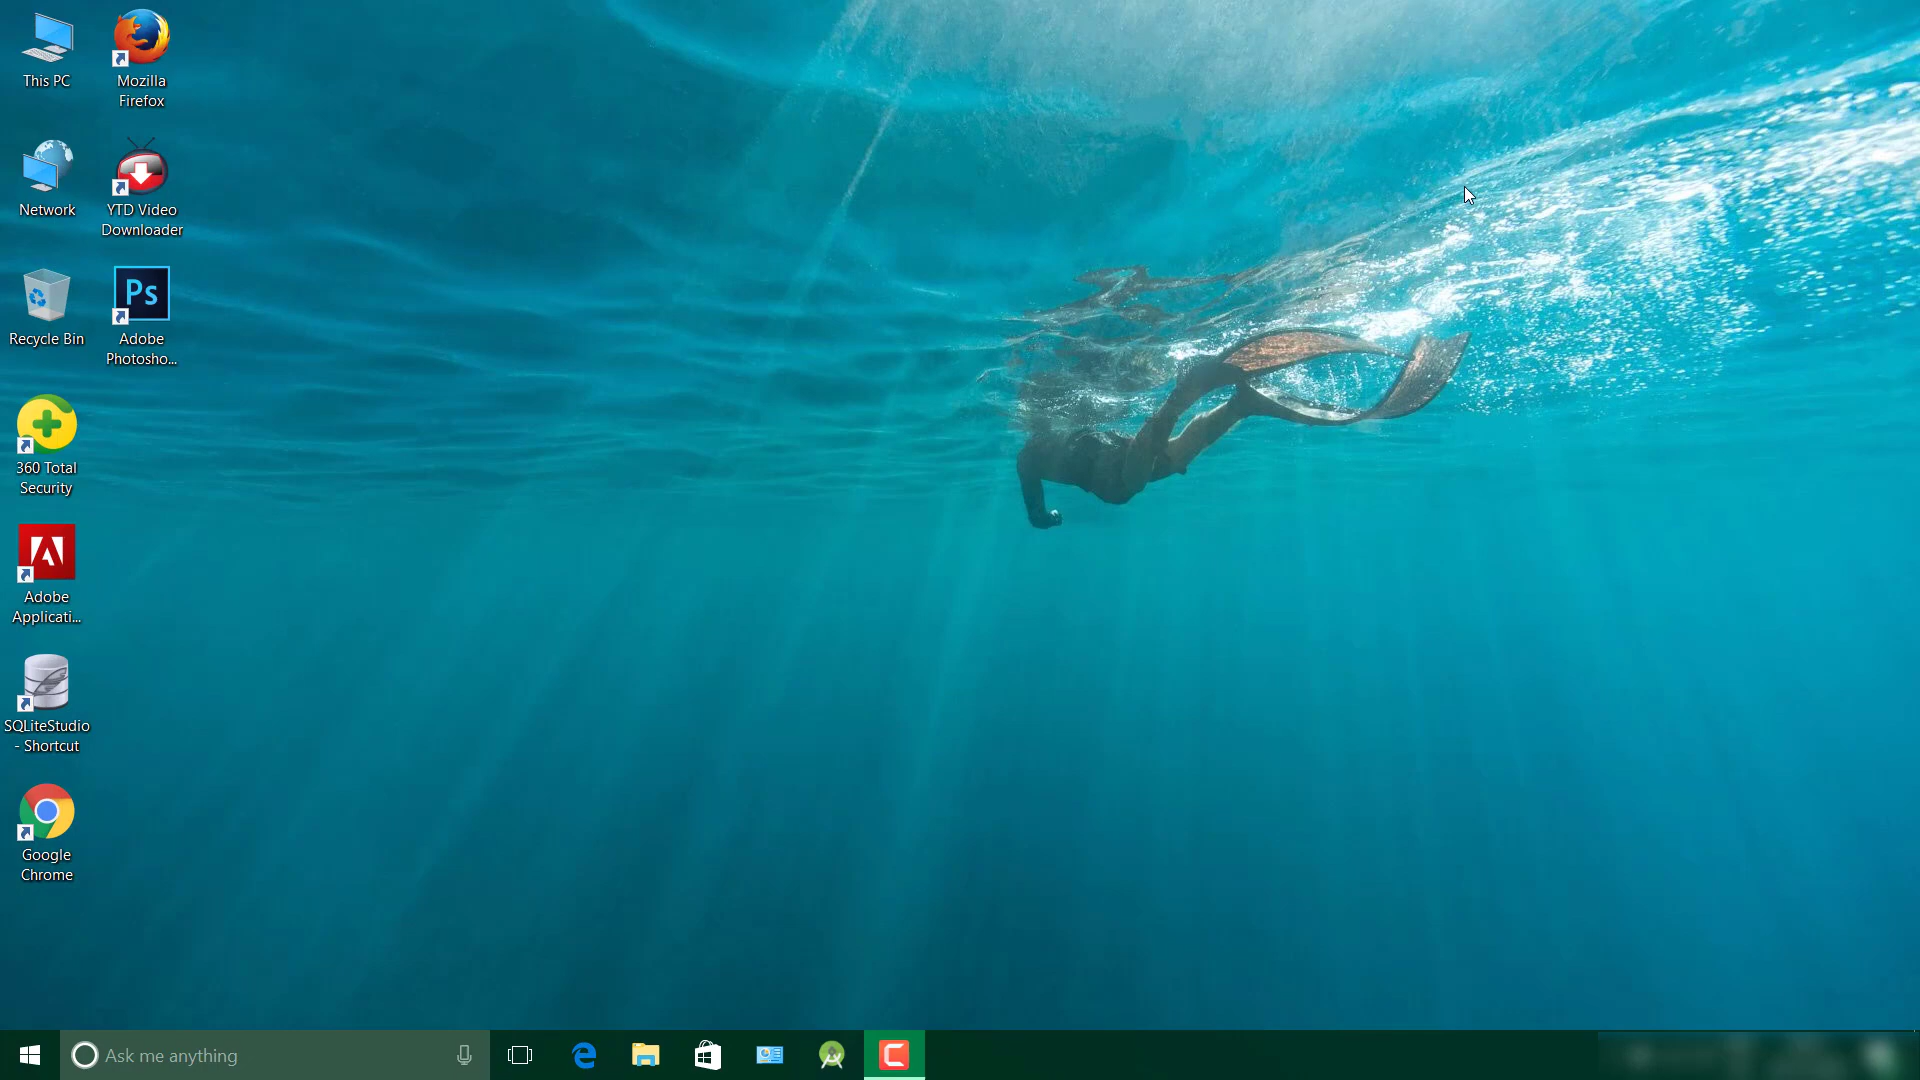 This PC
Mozilla
Firefox
Network
YTD Video
Downloader
Recycle Bin
Ps
Adobe
Photosho...
360 Total
Security
Adobe
Applicati...
SQLiteStudio
- Shortcut
Google
Chrome
Ask me anything